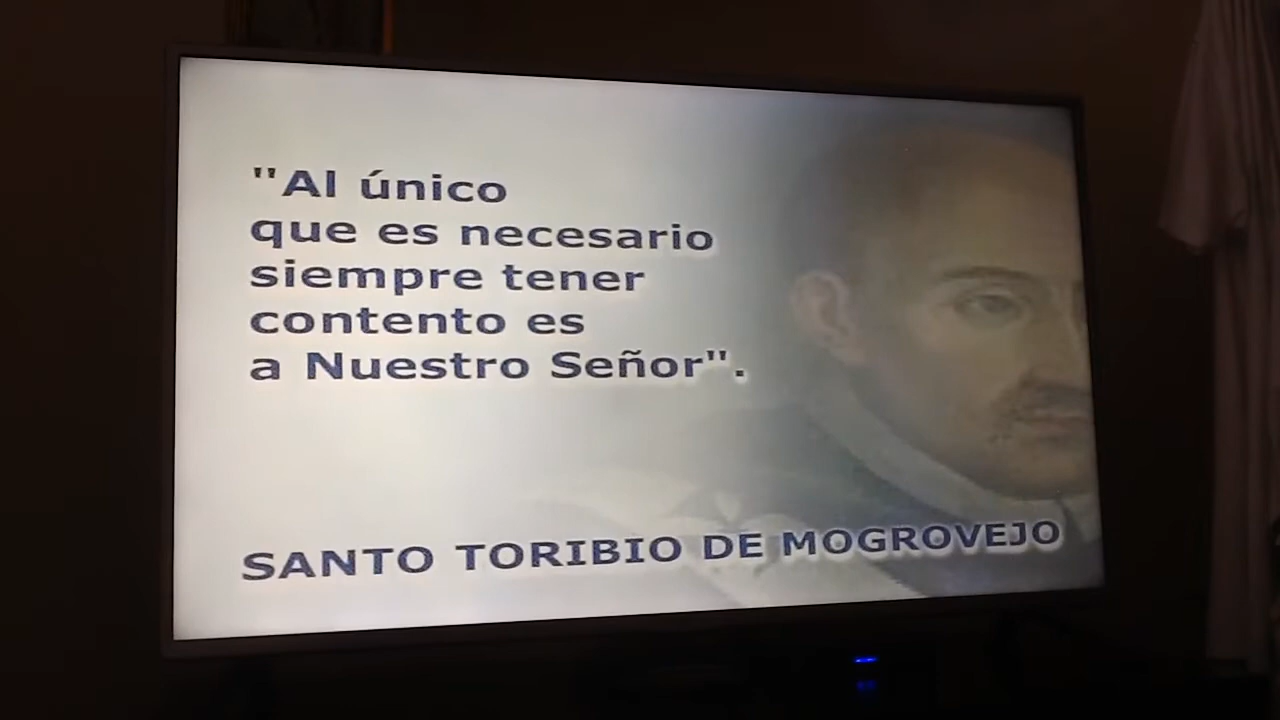 "Al único
que es necesario
siempre tener
contento es
a Nuestro Señor".
SANTO TORIBIO DE MOGROVEJO